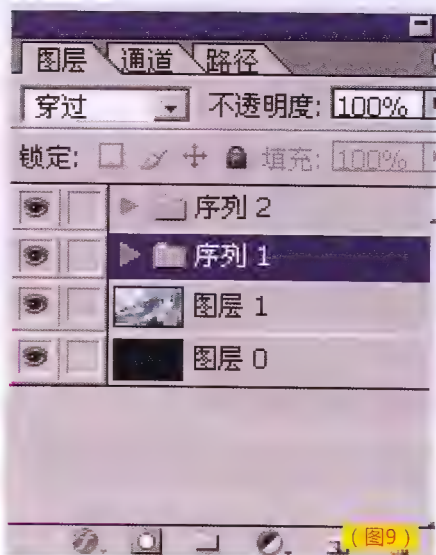 图层 通道 路径
穿过 不透明度: 100%
锁定: 填充: 100%
序列 2
序列 1
图层 1
图层 0
(图9)